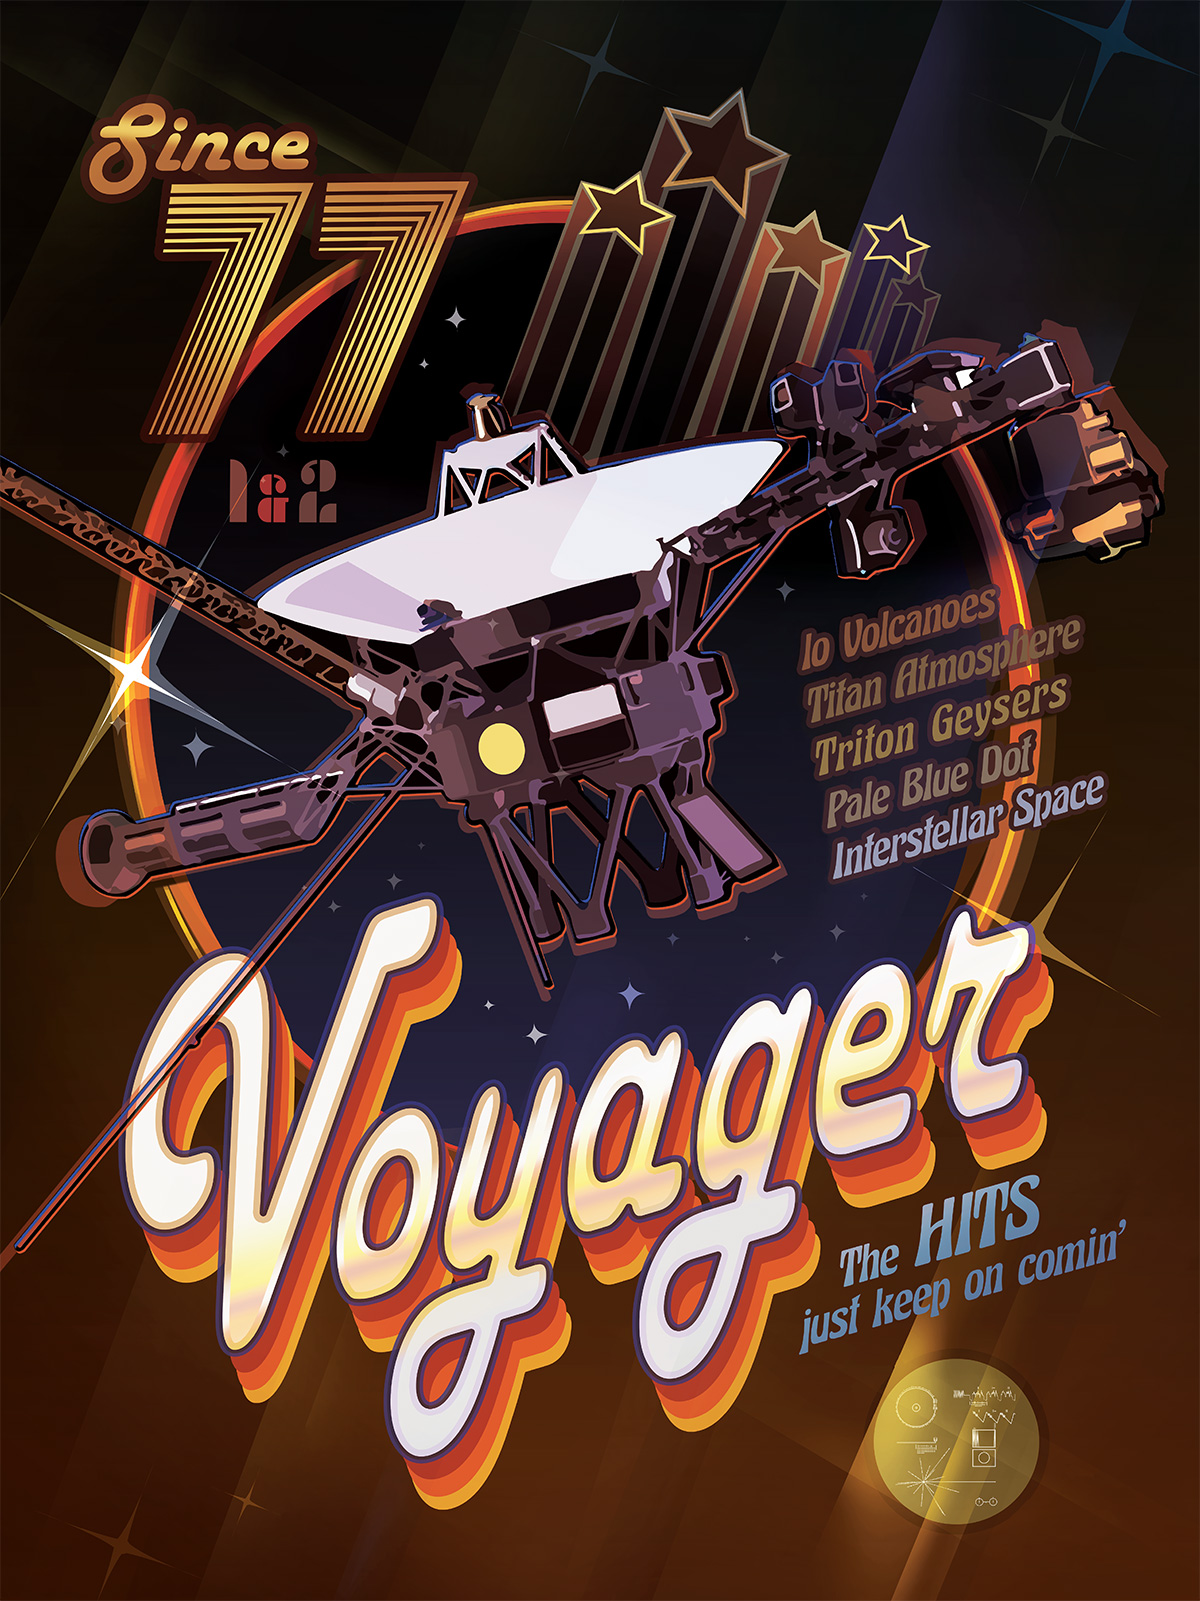 Since
77
1 & 2
Io Volcanoes
Titan Atmosphere
Triton Geysers
Pale Blue Dot
Interstellar Space
Voyager
The HITS
just keep on comin’